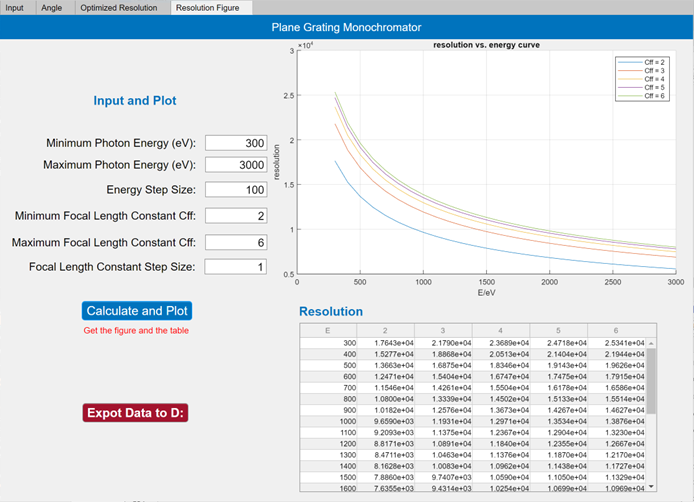 Input Angle Optimized Resolution Resolution Figure
Plane Grating Monochromator
Input and Plot
Minimum Photon Energy (eV): 300
Maximum Photon Energy (eV): 3000
Energy Step Size: 100
Minimum Focal Length Constant Cff: 2
Maximum Focal Length Constant Cff: 6
Focal Length Constant Step Size: 1
Calculate and Plot
Get the figure and the table
Expot Data to D:
resolution vs. energy curve
×10⁴
3
2.5
2
1.5
1
0.5
resolution
0 500 1000 1500 2000 2500 3000
E/eV
Cff = 2
Cff = 3
Cff = 4
Cff = 5
Cff = 6
Resolution
E 2 3 4 5 6
300 1.7643e+04 2.1790e+04 2.3689e+04 2.4718e+04 2.5341e+04
400 1.5277e+04 1.8868e+04 2.0513e+04 2.1404e+04 2.1944e+04
500 1.3663e+04 1.6875e+04 1.8346e+04 1.9143e+04 1.9626e+04
600 1.2471e+04 1.5404e+04 1.6747e+04 1.7475e+04 1.7915e+04
700 1.1546e+04 1.4261e+04 1.5504e+04 1.6178e+04 1.6586e+04
800 1.0800e+04 1.3339e+04 1.4502e+04 1.5133e+04 1.5514e+04
900 1.0182e+04 1.2576e+04 1.3673e+04 1.4267e+04 1.4627e+04
1000 9.6590e+03 1.1931e+04 1.2971e+04 1.3534e+04 1.3876e+04
1100 9.2093e+03 1.1375e+04 1.2367e+04 1.2904e+04 1.3230e+04
1200 8.8171e+03 1.0891e+04 1.1840e+04 1.2355e+04 1.2667e+04
1300 8.4711e+03 1.0463e+04 1.1376e+04 1.1870e+04 1.2170e+04
1400 8.1628e+03 1.0083e+04 1.0962e+04 1.1438e+04 1.1727e+04
1500 7.8860e+03 9.7407e+03 1.0590e+04 1.1050e+04 1.1329e+04
1600 7.6355e+03 9.4314e+03 1.0254e+04 1.0699e+04 1.0969e+04